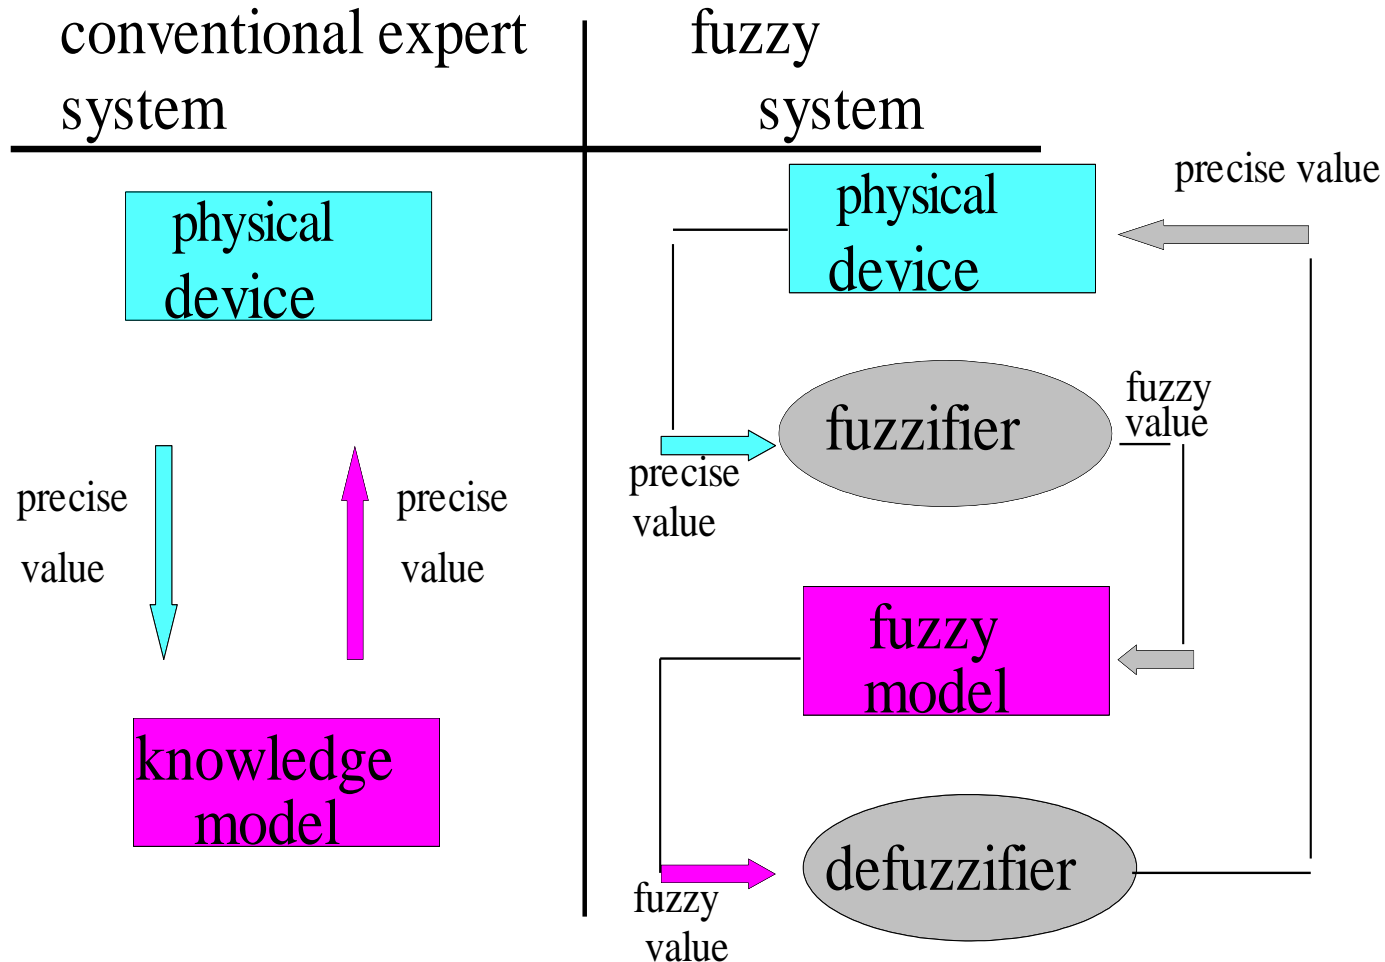 conventional expert
system
physical
device
precise
value
precise
value
knowledge
model
fuzzy
system
precise value
physical
device
fuzzifier
fuzzy
value
precise
value
fuzzy
model
defuzzifier
fuzzy
value